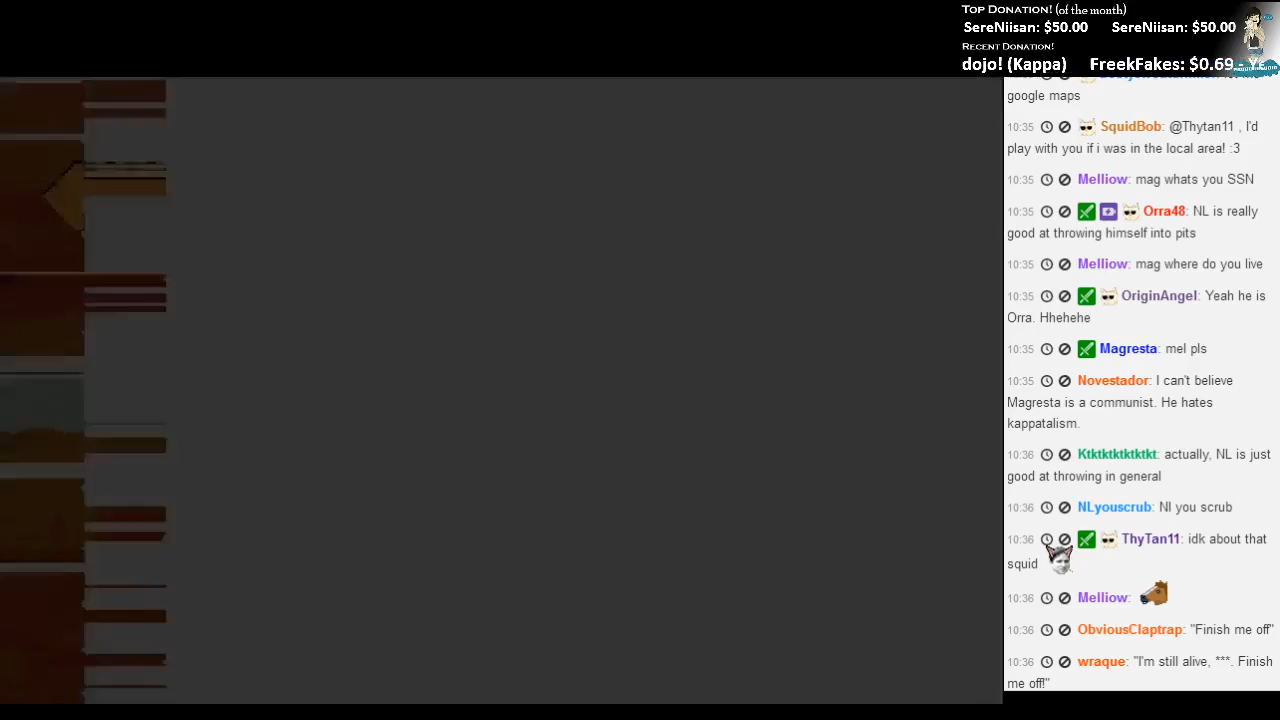 TOP DONATION! (of the month)
SereNiisan: $50.00 SereNiisan: $50.00
RECENT DONATION!
dojo! (Kappa) FreekFakes: $0.69 -
google maps
10:35 SquidBob: @Thytan11 , I'd
play with you if i was in the local area! :3
10:35 Melliow: mag whats you SSN
10:35 Orra48: NL is really
good at throwing himself into pits
10:35 Melliow: mag where do you live
10:35 OriginAngel: Yeah he is
Orra. Hhehehe
10:35 Magresta: mel pls
10:35 Novestador: I can't believe
Magresta is a communist. He hates
kappatalism.
10:36 Ktktktktktktkt: actually, NL is just
good at throwing in general
10:36 NLyouscrub: Nl you scrub
10:36 ThyTan11: idk about that
squid
10:36 Melliow:
10:36 ObviousClaptrap: "Finish me off"
10:36 wraque: "I'm still alive, ***. Finish
me off!"